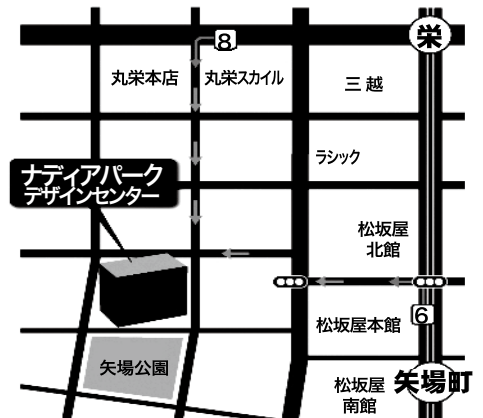 栄
8
丸栄本店
丸栄スカイル
三越
ラシック
ナディアパーク
デザインセンター
松坂屋
北館
6
松坂屋本館
矢場公園
矢場町
松坂屋
南館